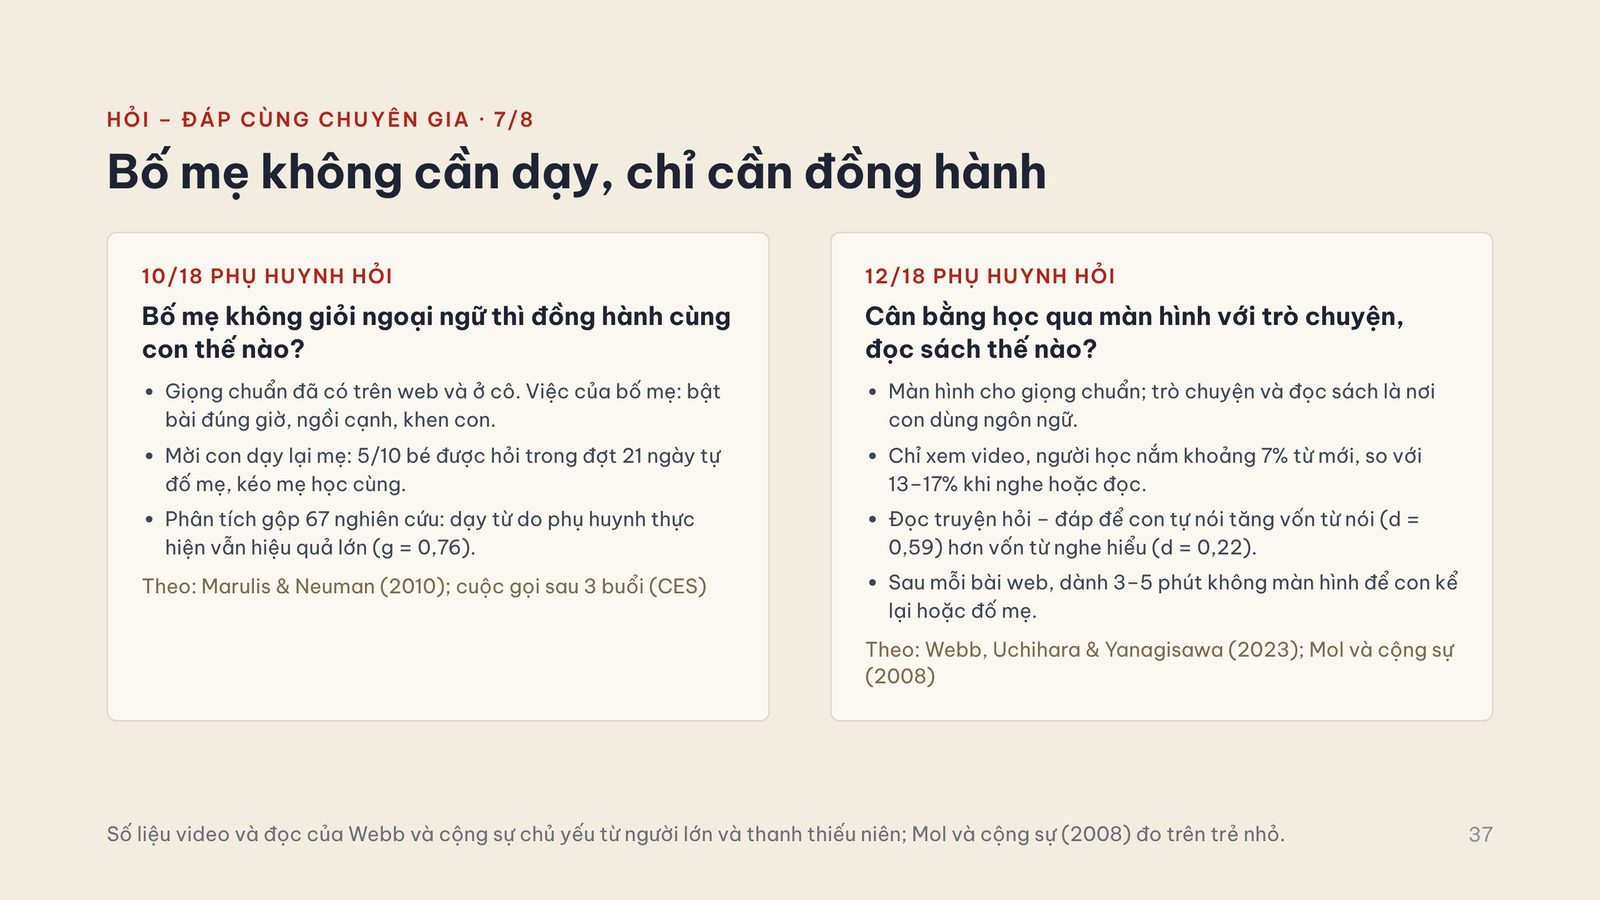 HỎI – ĐÁP CÙNG CHUYÊN GIA · 7/8
Bố mẹ không cần dạy, chỉ cần đồng hành
10/18 PHỤ HUYNH HỎI
Bố mẹ không giỏi ngoại ngữ thì đồng hành cùng
con thế nào?
• Giọng chuẩn đã có trên web và ở cô. Việc của bố mẹ: bật
bài đúng giờ, ngồi cạnh, khen con.
• Mời con dạy lại mẹ: 5/10 bé được hỏi trong đợt 21 ngày tự
đố mẹ, kéo mẹ học cùng.
• Phân tích gộp 67 nghiên cứu: dạy từ do phụ huynh thực
hiện vẫn hiệu quả lớn (g = 0,76).
Theo: Marulis & Neuman (2010); cuộc gọi sau 3 buổi (CES)
12/18 PHỤ HUYNH HỎI
Cân bằng học qua màn hình với trò chuyện,
đọc sách thế nào?
• Màn hình cho giọng chuẩn; trò chuyện và đọc sách là nơi
con dùng ngôn ngữ.
• Chỉ xem video, người học nắm khoảng 7% từ mới, so với
13–17% khi nghe hoặc đọc.
• Đọc truyện hỏi – đáp để con tự nói tăng vốn từ nói (d =
0,59) hơn vốn từ nghe hiểu (d = 0,22).
• Sau mỗi bài web, dành 3–5 phút không màn hình để con kể
lại hoặc đố mẹ.
Theo: Webb, Uchihara & Yanagisawa (2023); Mol và cộng sự
(2008)
Số liệu video và đọc của Webb và cộng sự chủ yếu từ người lớn và thanh thiếu niên; Mol và cộng sự (2008) đo trên trẻ nhỏ.
37